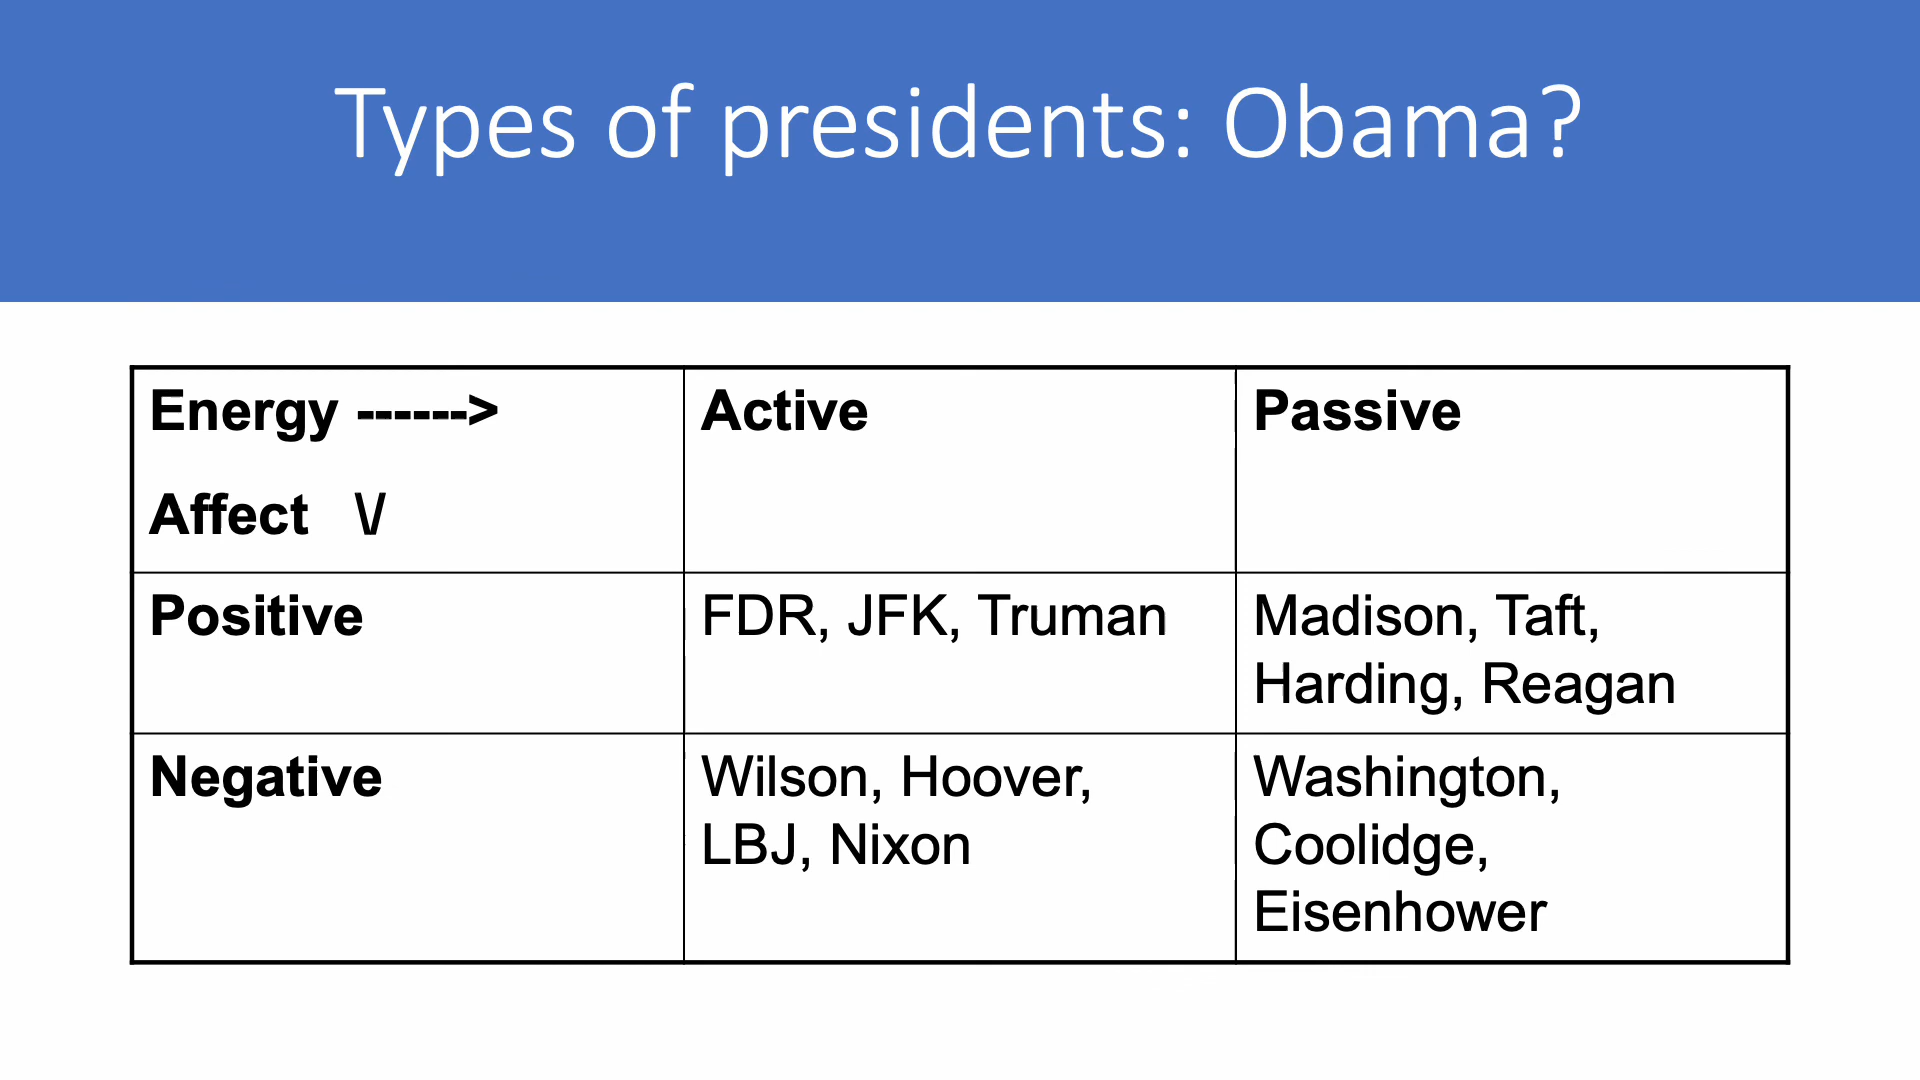 Types of presidents: Obama?
Energy ------>
Active
Passive
Affect \/
Positive
FDR, JFK, Truman
Madison, Taft,
Harding, Reagan
Negative
Wilson, Hoover,
LBJ, Nixon
Washington,
Coolidge,
Eisenhower